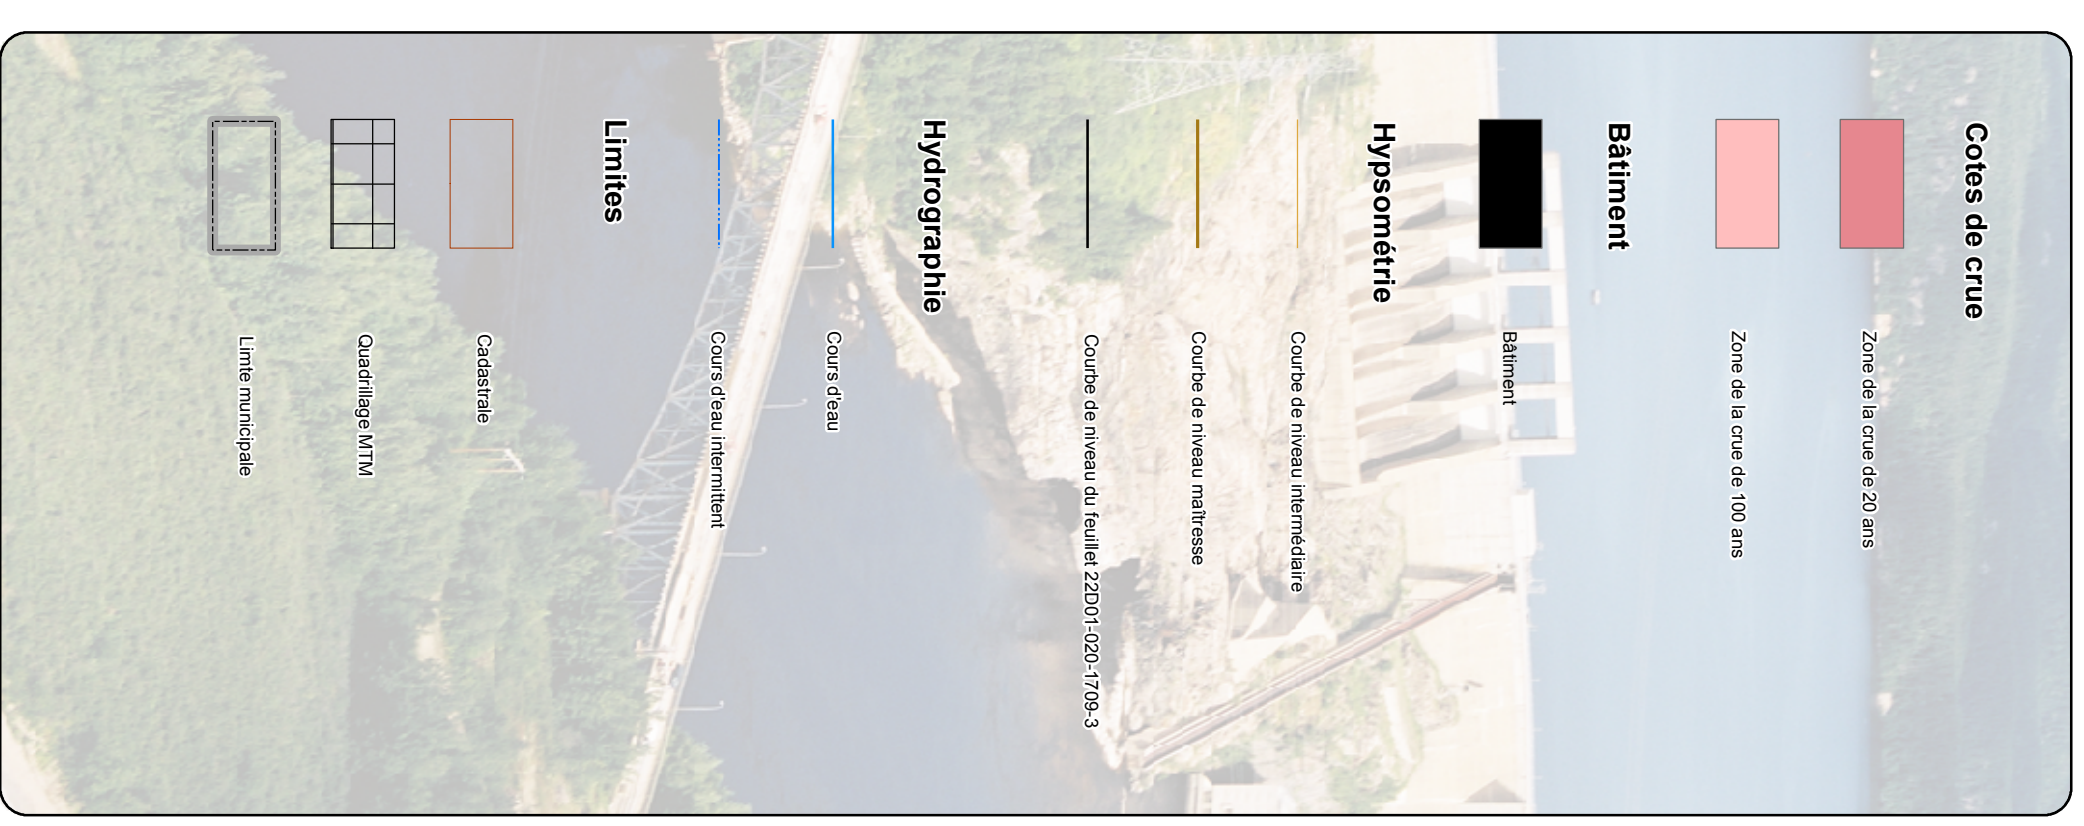 Cotes de crue
Zone de la crue de 20 ans
Zone de la crue de 100 ans
Bâtiment
Bâtiment
Hypsométrie
Courbe de niveau intermédiaire
Courbe de niveau maîtresse
Courbe de niveau du feuillet 22D01-020-1709-3
Hydrographie
Cours d'eau
Cours d'eau intermittent
Limites
Cadastrale
Quadrillage MTM
Limte municipale